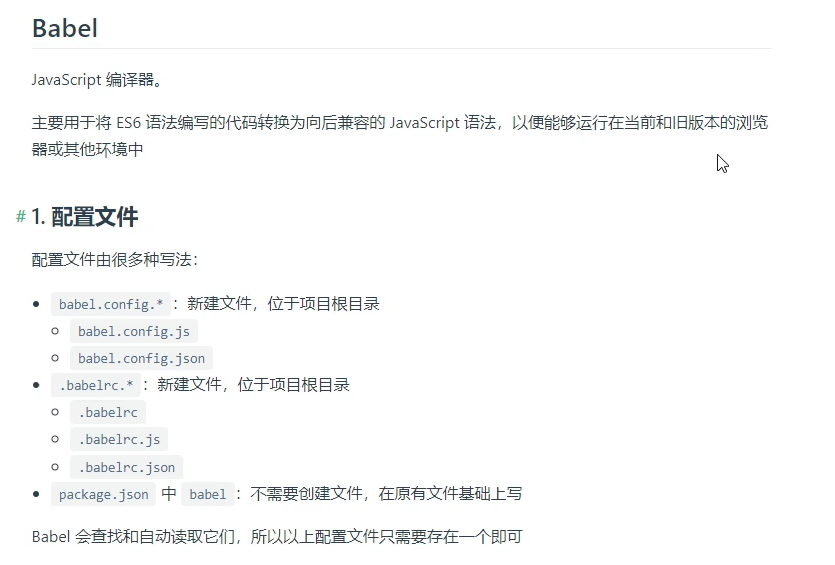 Babel
JavaScript 编译器。
主要用于将 ES6 语法编写的代码转换为向后兼容的 JavaScript 语法，以便能够运行在当前和旧版本的浏览
器或其他环境中
# 1. 配置文件
配置文件由很多种写法：
babel.config.* ：新建文件，位于项目根目录
babel.config.js
babel.config.json
.babelrc.* ：新建文件，位于项目根目录
.babelrc
.babelrc.js
.babelrc.json
package.json 中 babel ：不需要创建文件，在原有文件基础上写
Babel 会查找和自动读取它们，所以以上配置文件只需要存在一个即可